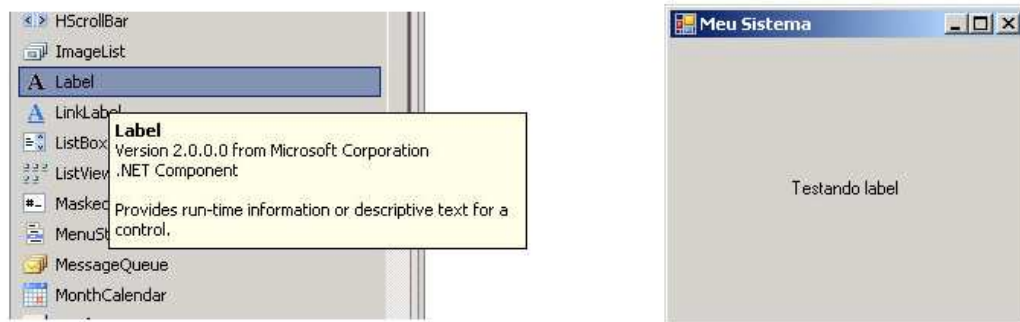 HScrollBar
ImageList
Label
LinkLabel
ListBox
ListView
Masked
MenuSt
MessageQueue
MonthCalendar
Label
Version 2.0.0.0 from Microsoft Corporation
.NET Component
Provides run-time information or descriptive text for a
control.
Meu Sistema
Testando label